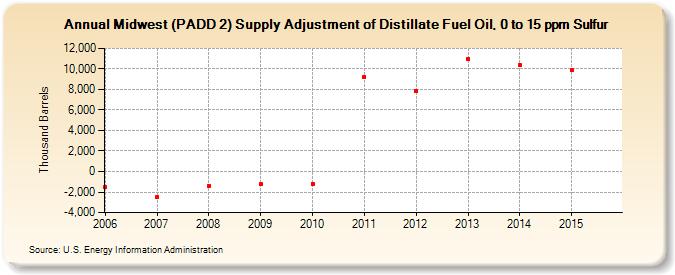 Annual Midwest (PADD 2) Supply Adjustment of Distillate Fuel Oil, 0 to 15 ppm Sulfur
Thousand Barrels
12,000
10,000
8,000
6,000
4,000
2,000
0
-2,000
-4,000
2006 2007 2008 2009 2010 2011 2012 2013 2014 2015
Source: U.S. Energy Information Administration